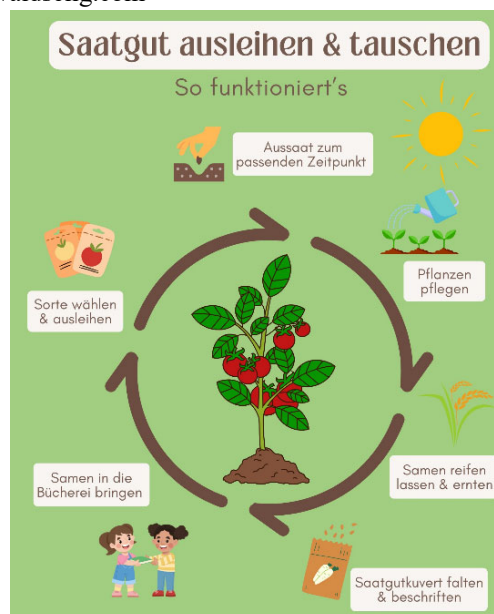 Saatgut ausleihen & tauschen
So funktioniert's
Aussaat zum
passenden Zeitpunkt
Pflanzen
pflegen
Samen reifen
lassen & ernten
Saatgutkuvert falten
& beschriften
Samen in die
Bücherei bringen
Sorte wählen
& ausleihen